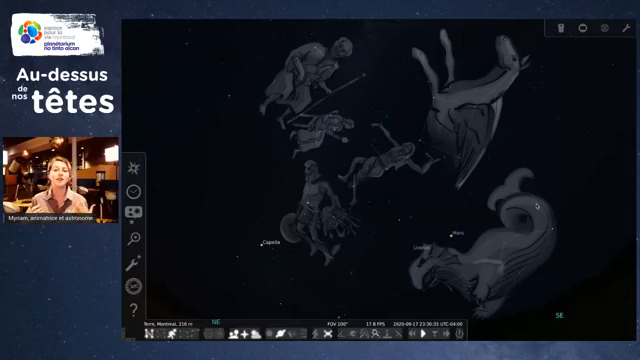 espace
pour la
vie montréal
planétarium
rio tinto alcan
Au-dessus
de nos
têtes
Myriam, animatrice et astronome
Capella
Mars
Uranus
NE
SE
Terre, Montréal, 216 m
FOV 100°
17.8 FPS
2020-09-17 23:30:35 UTC-04:00